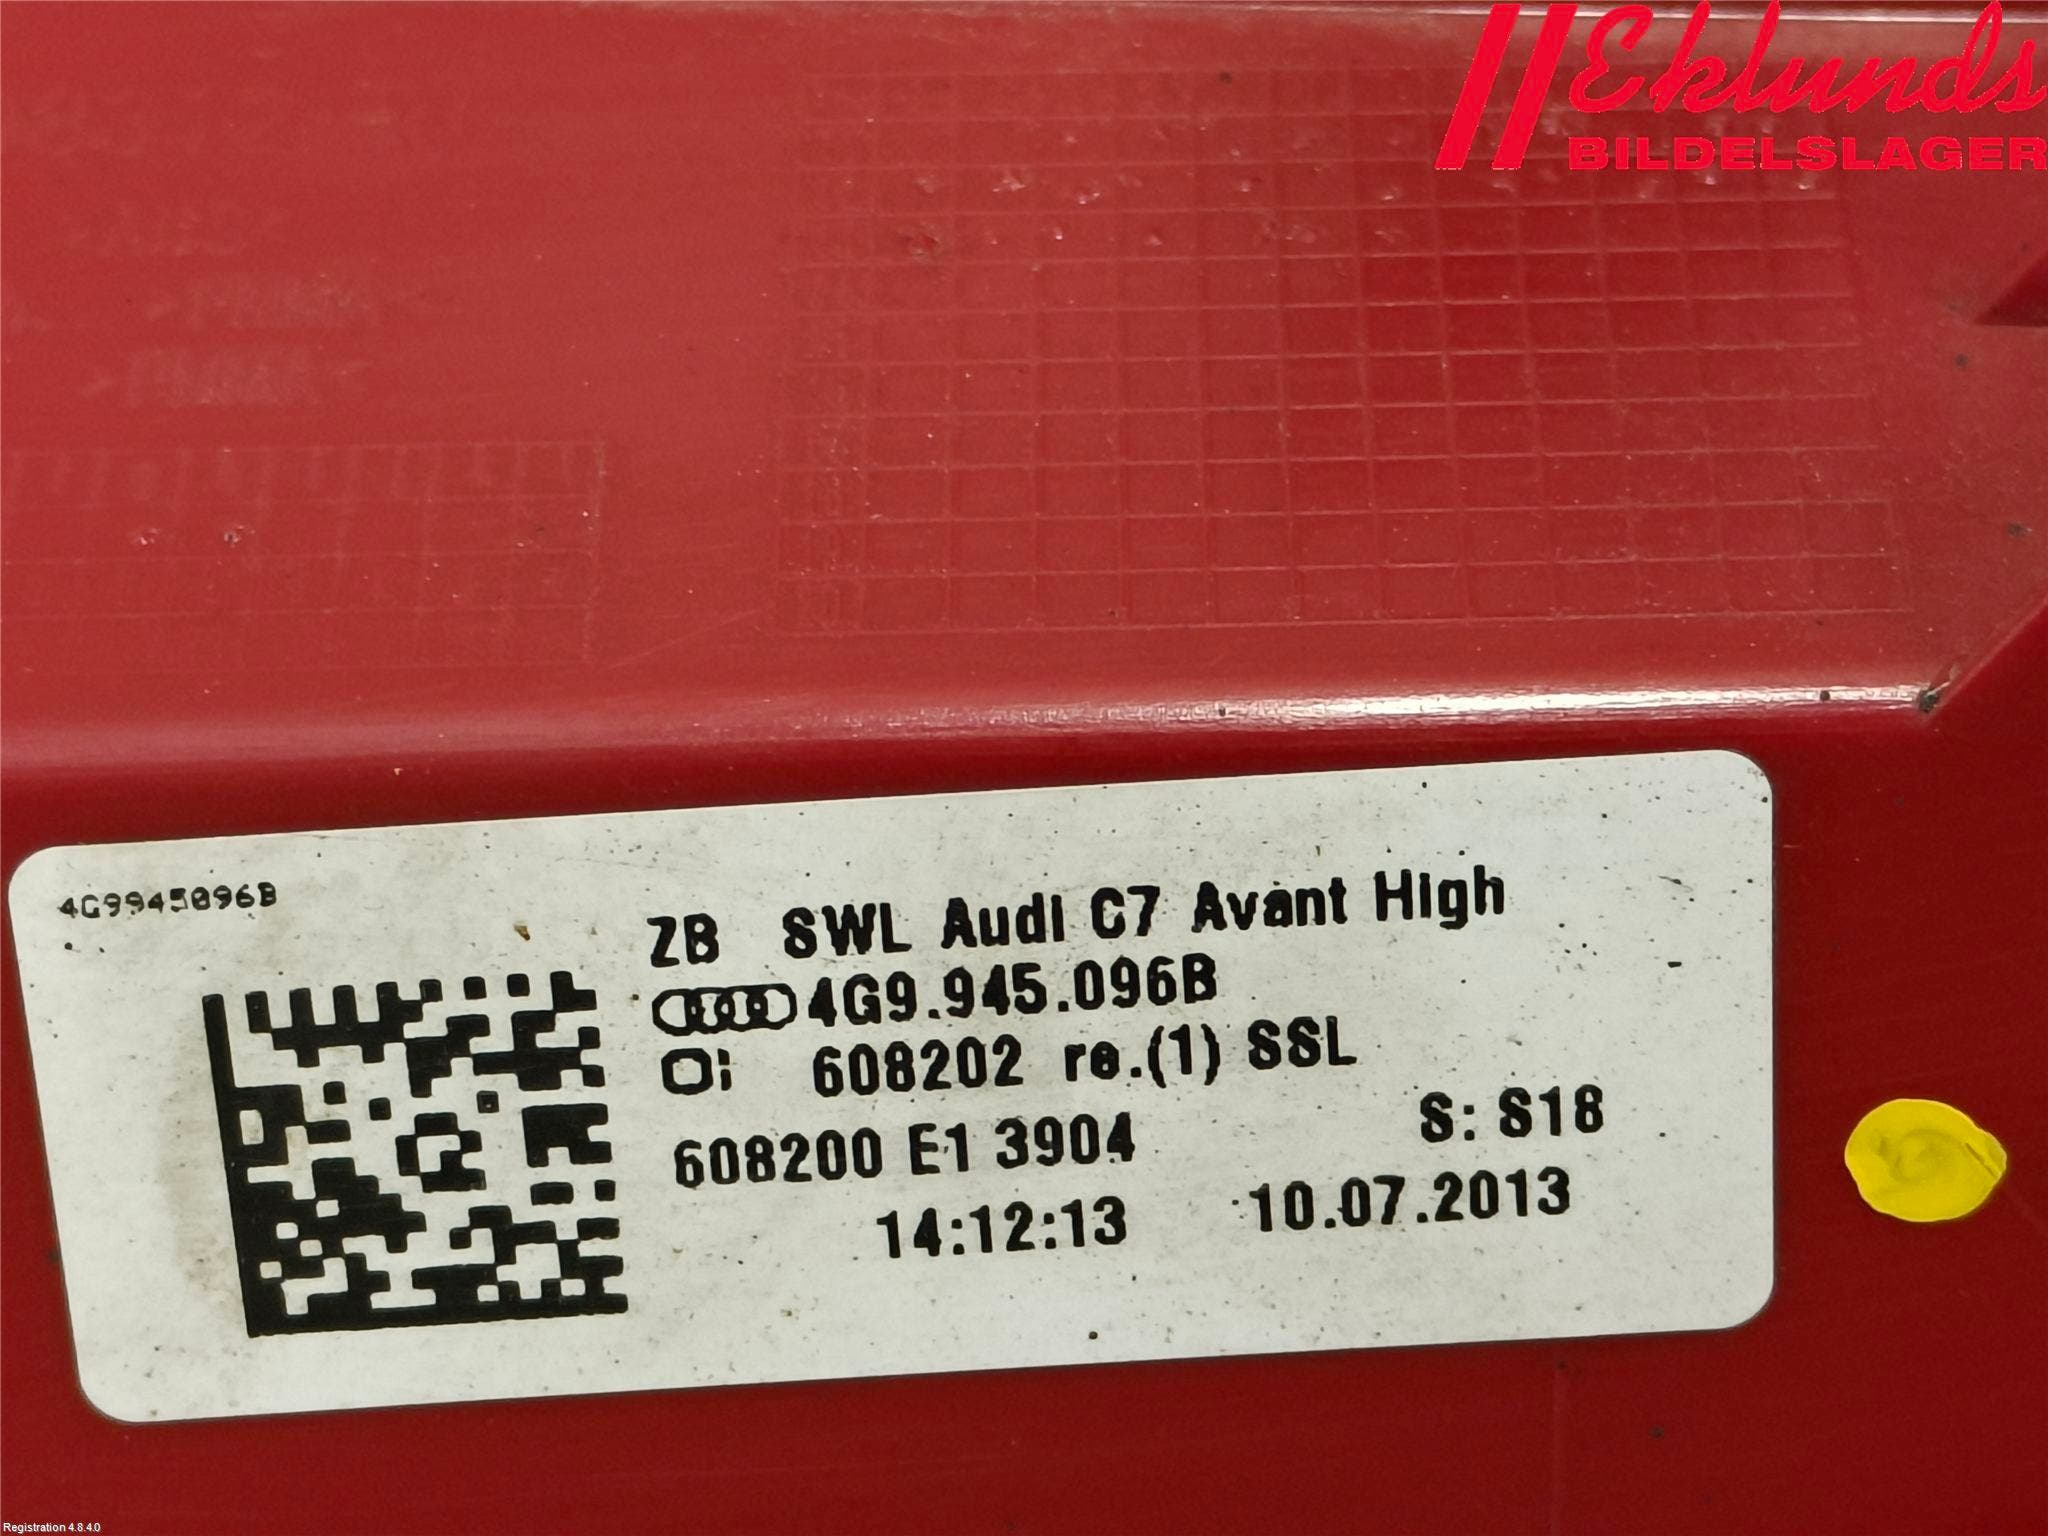 Eklunds
BILDELSLAGER
4G9945096B
ZB SWL Audi C7 Avant High
4G9.945.096B
608202 re.(1) SSL
608200 E1 3904 S: S18
14:12:13 10.07.2013
Registration 4.8.4.0